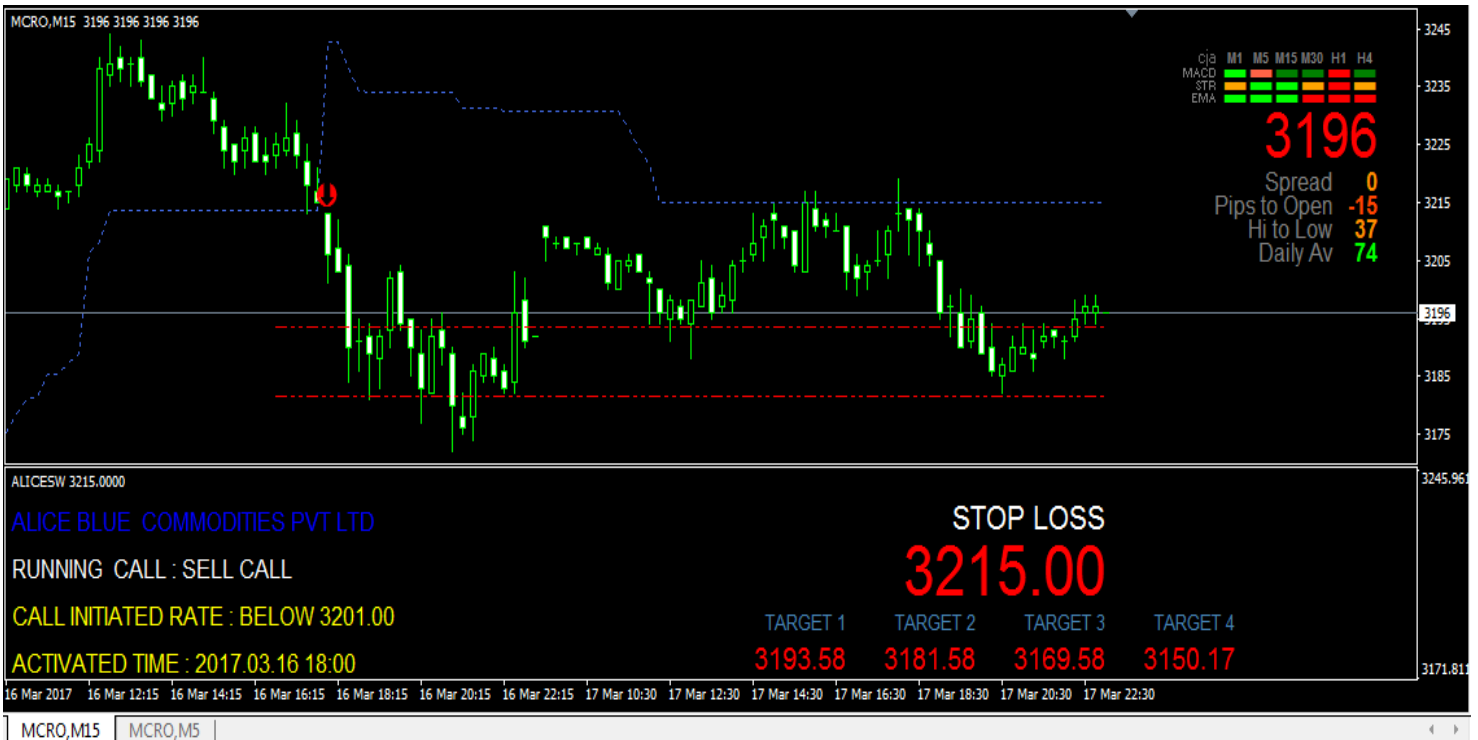 MCRO,M15 3196 3196 3196 3196
cja M1 M5 M15 M30 H1 H4
MACD
STR
EMA
3196
Spread 0
Pips to Open -15
Hi to Low 37
Daily Av 74
3245
3235
3225
3215
3205
3196
3195
3185
3175
ALICESW 3215.0000
ALICE BLUE COMMODITIES PVT LTD
RUNNING CALL : SELL CALL
CALL INITIATED RATE : BELOW 3201.00
ACTIVATED TIME : 2017.03.16 18:00
STOP LOSS
3215.00
TARGET 1 TARGET 2 TARGET 3 TARGET 4
3193.58 3181.58 3169.58 3150.17
3245.961
3171.811
16 Mar 2017 16 Mar 12:15 16 Mar 14:15 16 Mar 16:15 16 Mar 18:15 16 Mar 20:15 16 Mar 22:15 17 Mar 10:30 17 Mar 12:30 17 Mar 14:30 17 Mar 16:30 17 Mar 18:30 17 Mar 20:30 17 Mar 22:30
MCRO,M15 MCRO,M5